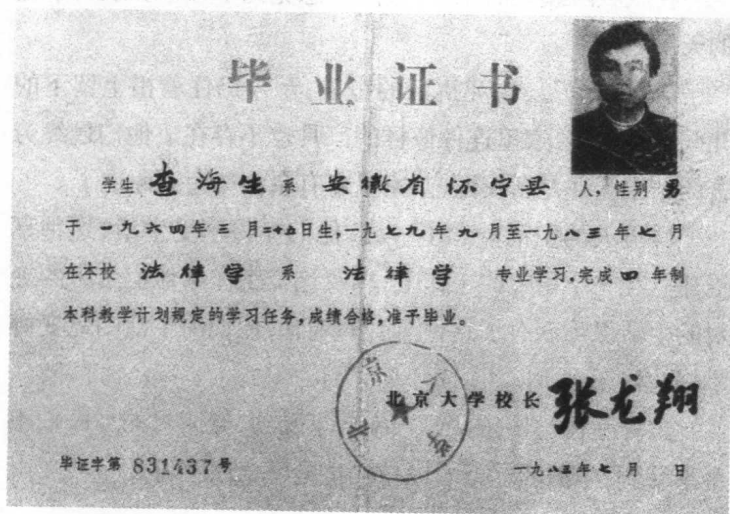 毕业证书
学生 查海生 系 安徽省怀宁县 人，性别 男
于一九六四年三月二十五日生，一九七九年九月至一九八三年七月
在本校 法律学 系 法律学 专业学习，完成四年制
本科教学计划规定的学习任务，成绩合格，准予毕业。
北京大学
北京大学校长 张龙翔
毕证字第 831437 号
一九八三年七月 日